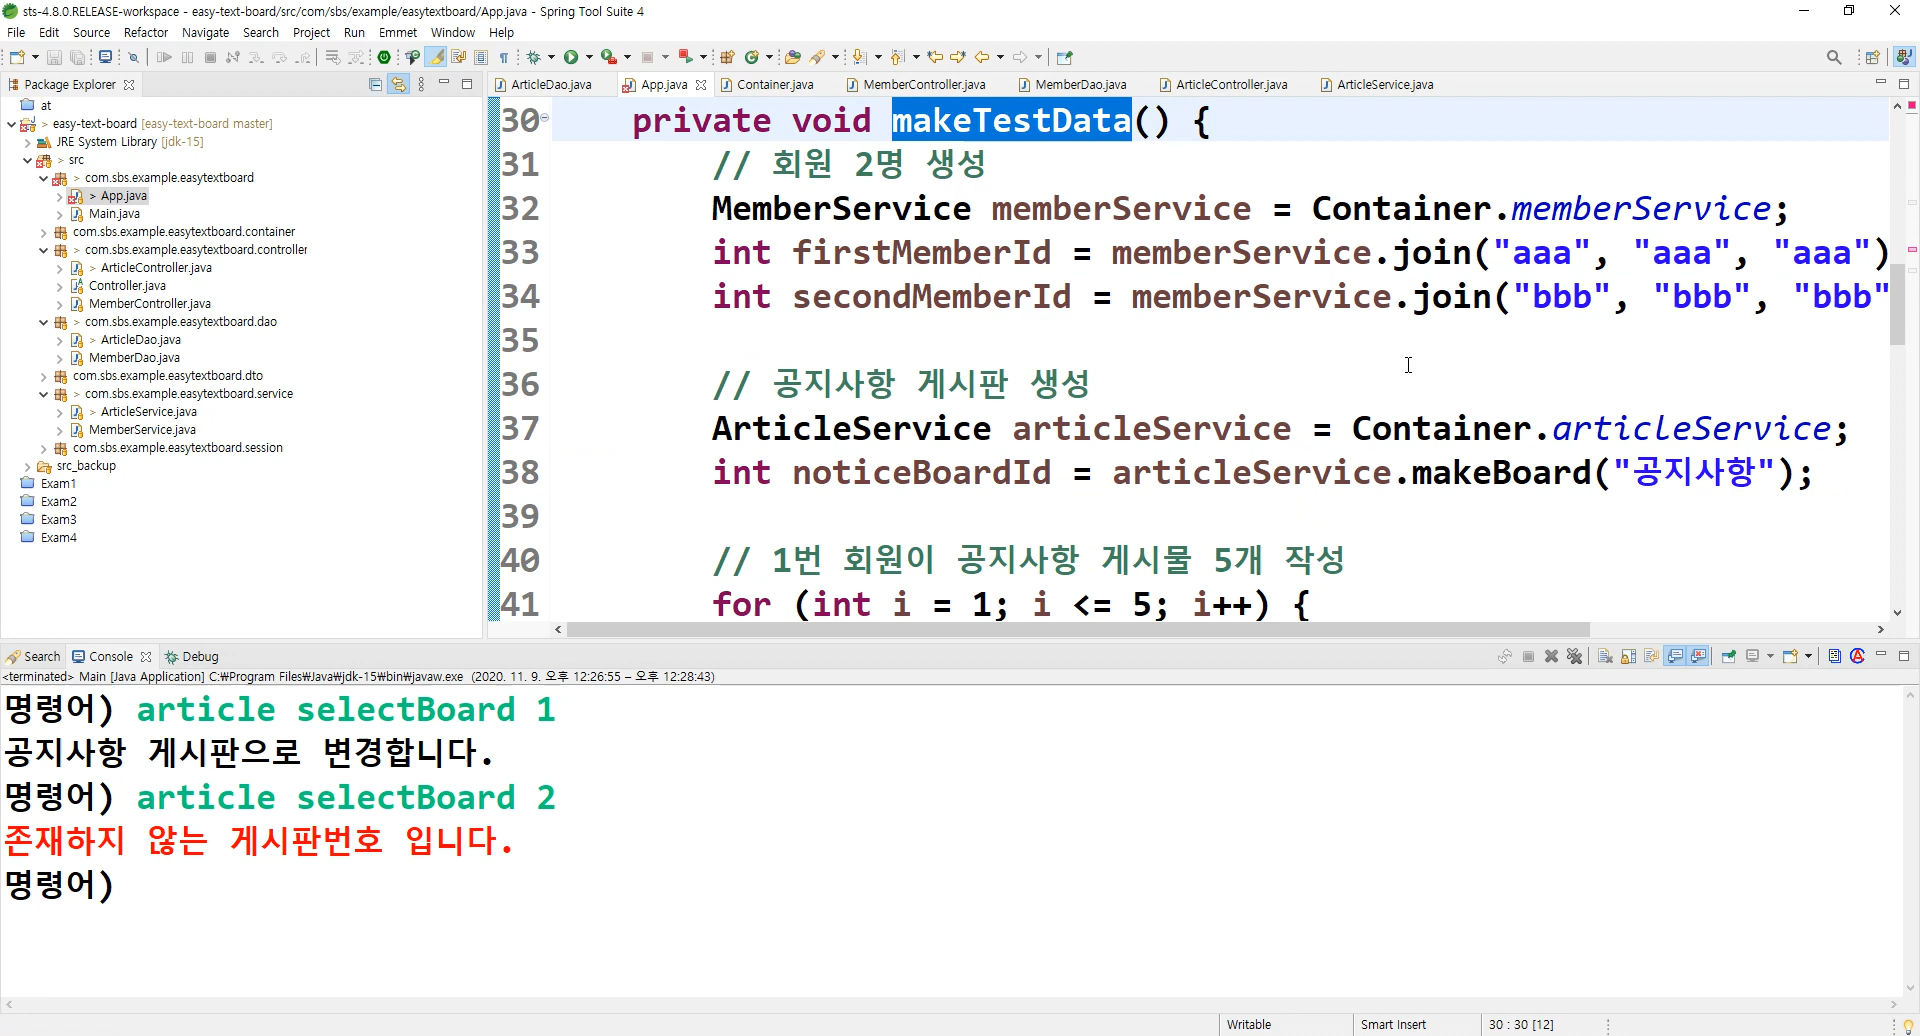 sts-4.8.0.RELEASE-workspace - easy-text-board/src/com/sbs/example/easytextboard/App.java - Spring Tool Suite 4
File Edit Source Refactor Navigate Search Project Run Emmet Window Help
Package Explorer
ArticleDao.java App.java Container.java MemberController.java MemberDao.java ArticleController.java ArticleService.java
at
> easy-text-board [easy-text-board master]
JRE System Library [jdk-15]
> src
> com.sbs.example.easytextboard
> App.java
Main.java
com.sbs.example.easytextboard.container
> com.sbs.example.easytextboard.controller
> ArticleController.java
Controller.java
MemberController.java
> com.sbs.example.easytextboard.dao
> ArticleDao.java
MemberDao.java
com.sbs.example.easytextboard.dto
> com.sbs.example.easytextboard.service
> ArticleService.java
MemberService.java
com.sbs.example.easytextboard.session
src_backup
Exam1
Exam2
Exam3
Exam4
30 private void makeTestData() {
31 // 회원 2명 생성
32 MemberService memberService = Container.memberService;
33 int firstMemberId = memberService.join("aaa", "aaa", "aaa")
34 int secondMemberId = memberService.join("bbb", "bbb", "bbb"
35
36 // 공지사항 게시판 생성
37 ArticleService articleService = Container.articleService;
38 int noticeBoardId = articleService.makeBoard("공지사항");
39
40 // 1번 회원이 공지사항 게시물 5개 작성
41 for (int i = 1; i <= 5; i++) {
Search Console Debug
<terminated> Main [Java Application] C:₩Program Files₩Java₩jdk-15₩bin₩javaw.exe (2020. 11. 9. 오후 12:26:55 – 오후 12:28:43)
명령어) article selectBoard 1
공지사항 게시판으로 변경합니다.
명령어) article selectBoard 2
존재하지 않는 게시판번호 입니다.
명령어)
Writable Smart Insert 30 : 30 [12]